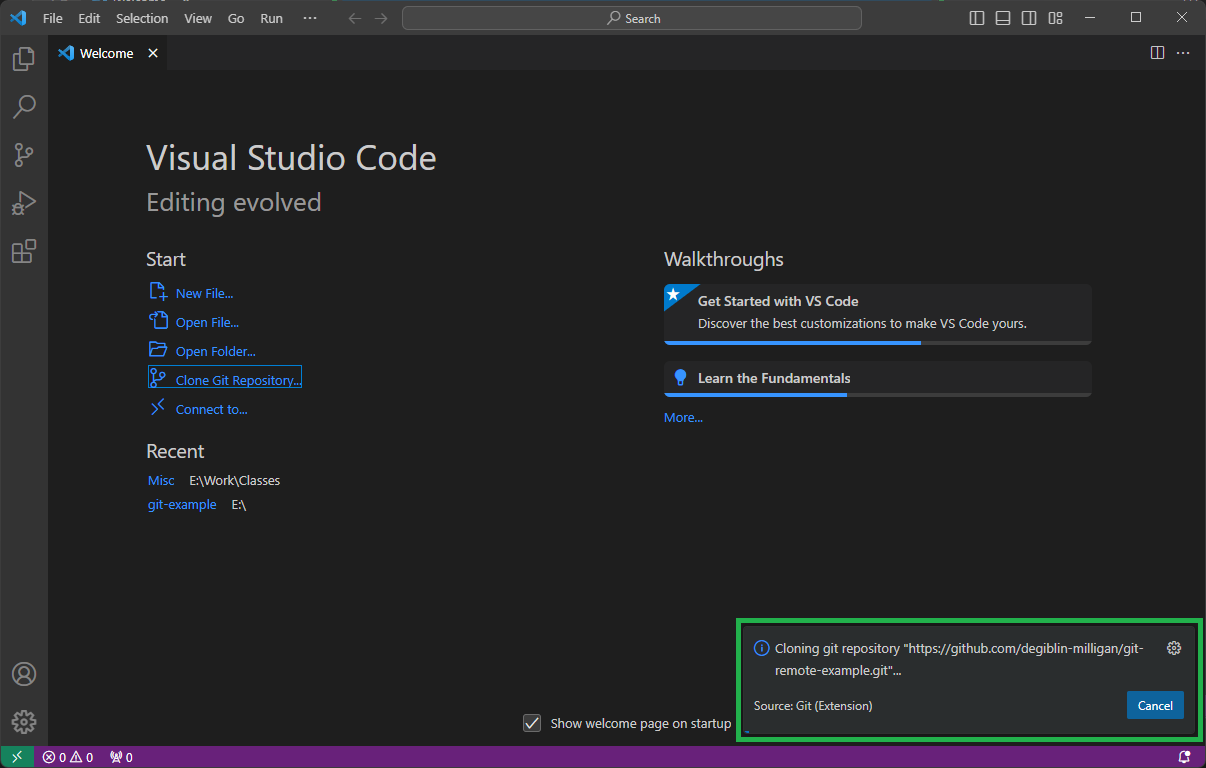 File Edit Selection View Go Run ···
Search
Welcome
Visual Studio Code
Editing evolved
Start
New File...
Open File...
Open Folder...
Clone Git Repository...
Connect to...
Recent
Misc E:\Work\Classes
git-example E:\
Walkthroughs
Get Started with VS Code
Discover the best customizations to make VS Code yours.
Learn the Fundamentals
More...
Cloning git repository "https://github.com/degiblin-milligan/git-
remote-example.git"...
Source: Git (Extension)
Cancel
Show welcome page on startup
0 0 0